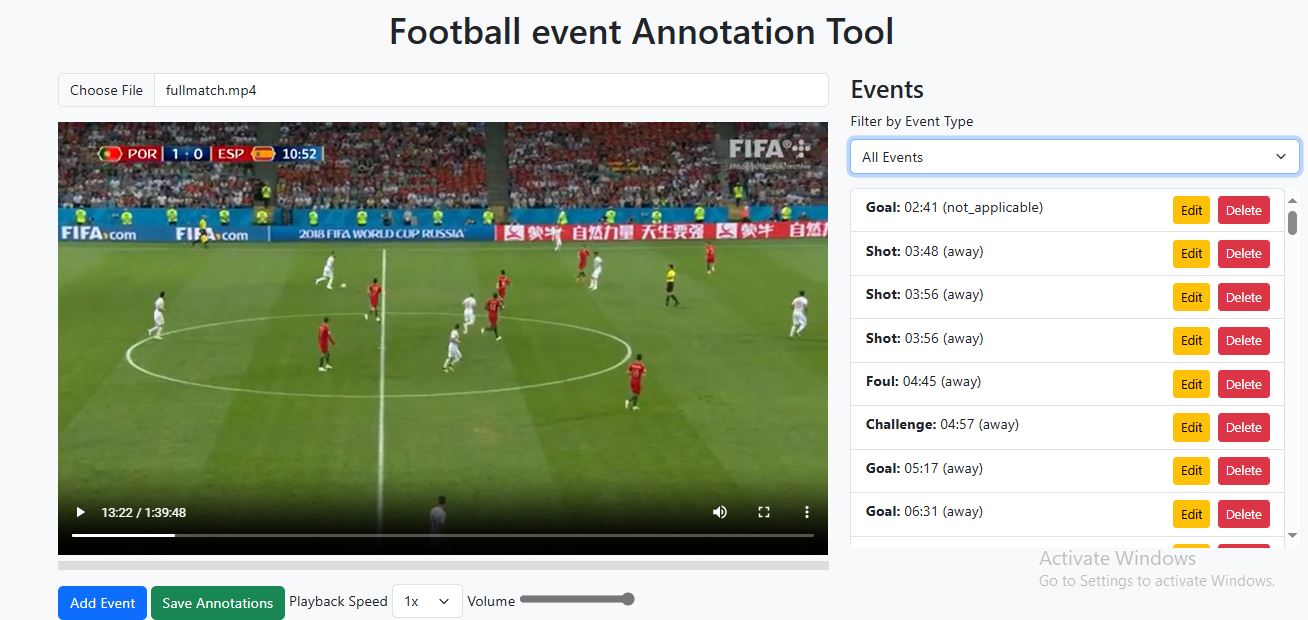 Football event Annotation Tool
Choose File fullmatch.mp4
POR 1 · 0 ESP 10:52
FIFA
FIFA.com FIFA.com 2018 FIFA WORLD CUP RUSSIA 蒙牛 自然力量 天生要强 蒙牛 自然力
13:22 / 1:39:48
Add Event Save Annotations Playback Speed 1x Volume
Events
Filter by Event Type
All Events
Goal: 02:41 (not_applicable) Edit Delete
Shot: 03:48 (away) Edit Delete
Shot: 03:56 (away) Edit Delete
Shot: 03:56 (away) Edit Delete
Foul: 04:45 (away) Edit Delete
Challenge: 04:57 (away) Edit Delete
Goal: 05:17 (away) Edit Delete
Goal: 06:31 (away) Edit Delete
Activate Windows
Go to Settings to activate Windows.